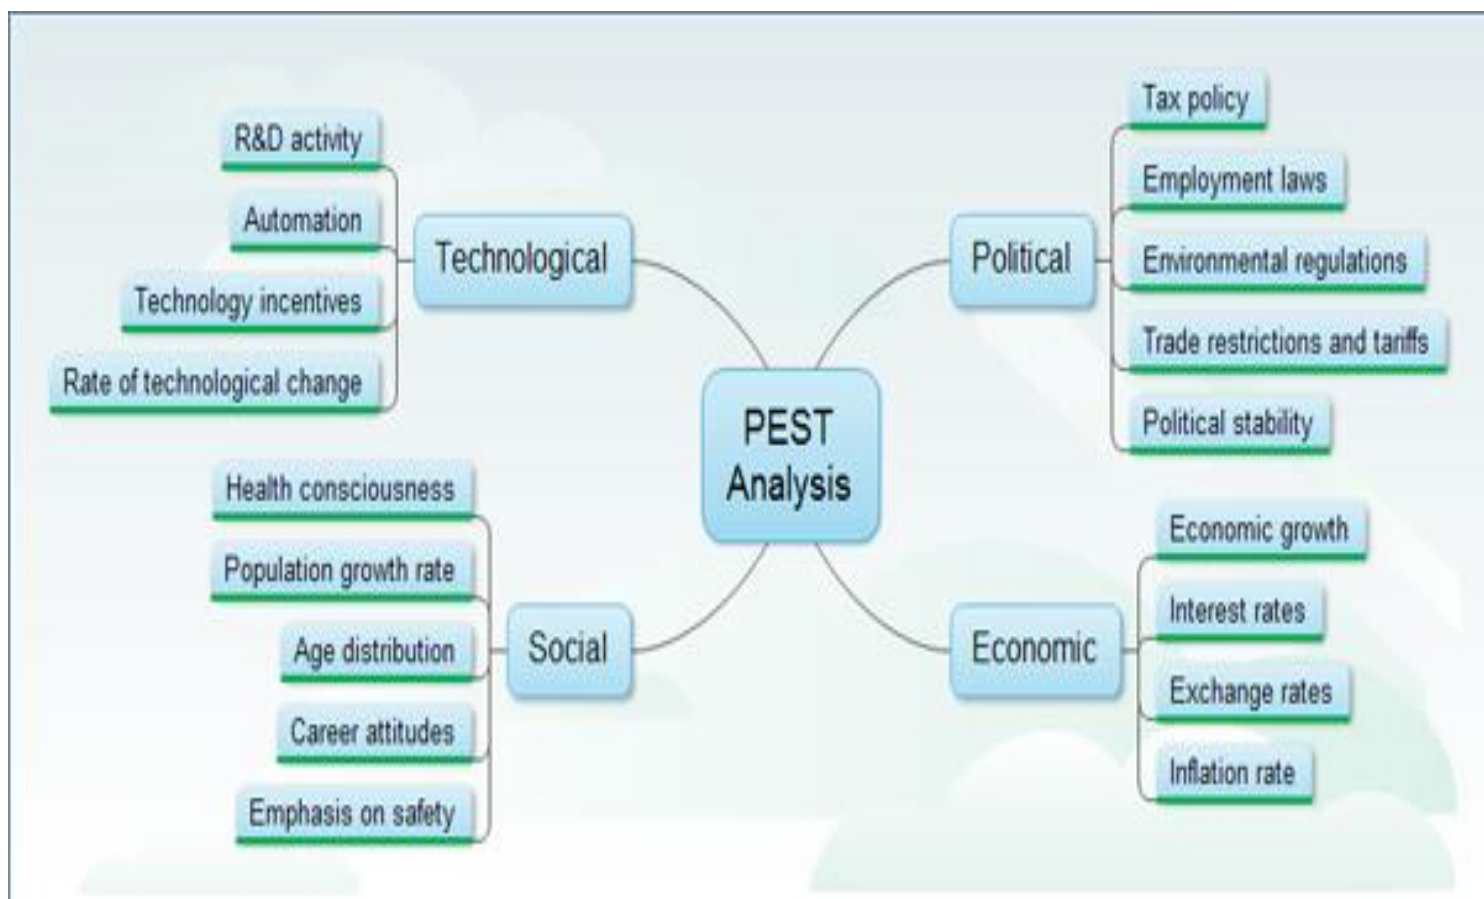 PEST
Analysis
Technological
R&D activity
Automation
Technology incentives
Rate of technological change
Political
Tax policy
Employment laws
Environmental regulations
Trade restrictions and tariffs
Political stability
Social
Health consciousness
Population growth rate
Age distribution
Career attitudes
Emphasis on safety
Economic
Economic growth
Interest rates
Exchange rates
Inflation rate